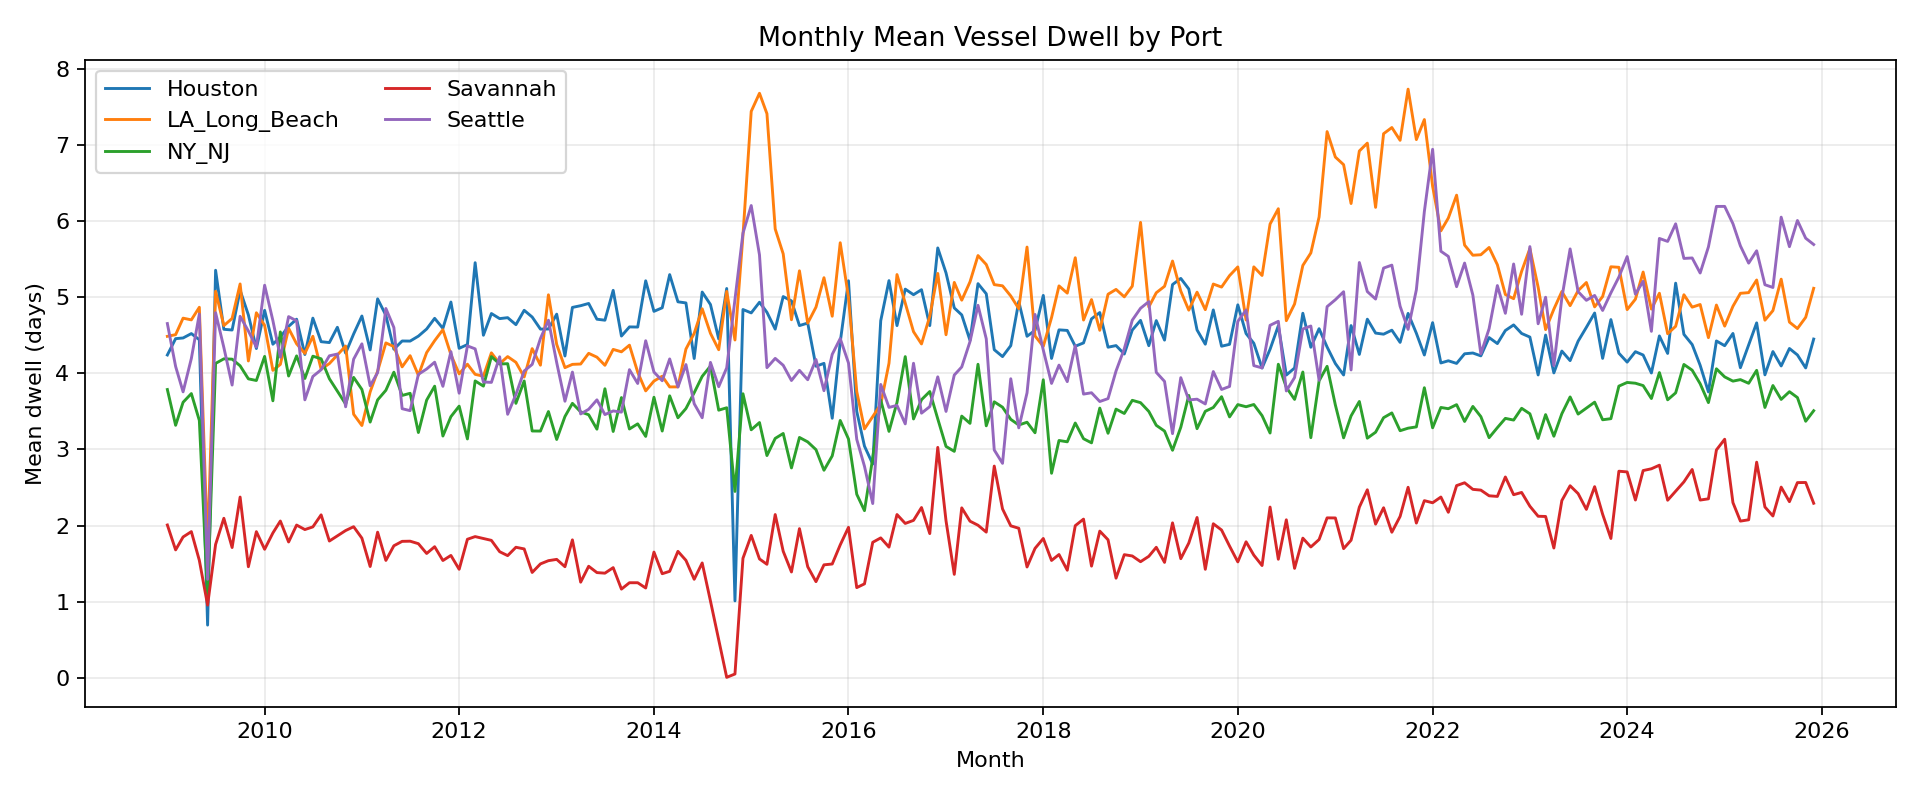 Monthly Mean Vessel Dwell by Port
Houston
LA_Long_Beach
NY_NJ
Savannah
Seattle
Mean dwell (days)
8
7
6
5
4
3
2
1
0
2010 2012 2014 2016 2018 2020 2022 2024 2026
Month